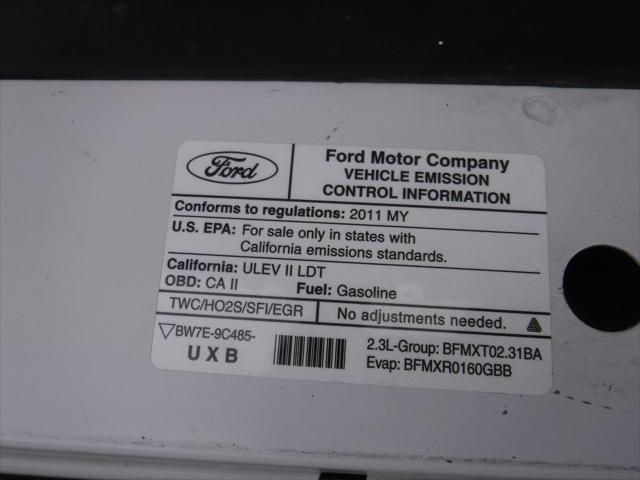 Ford
Ford Motor Company
VEHICLE EMISSION
CONTROL INFORMATION
Conforms to regulations: 2011 MY
U.S. EPA: For sale only in states with
California emissions standards.
California: ULEV II LDT
OBD: CA II Fuel: Gasoline
TWC/HO2S/SFI/EGR No adjustments needed.
BW7E-9C485-
UXB
2.3L-Group: BFMXT02.31BA
Evap: BFMXR0160GBB